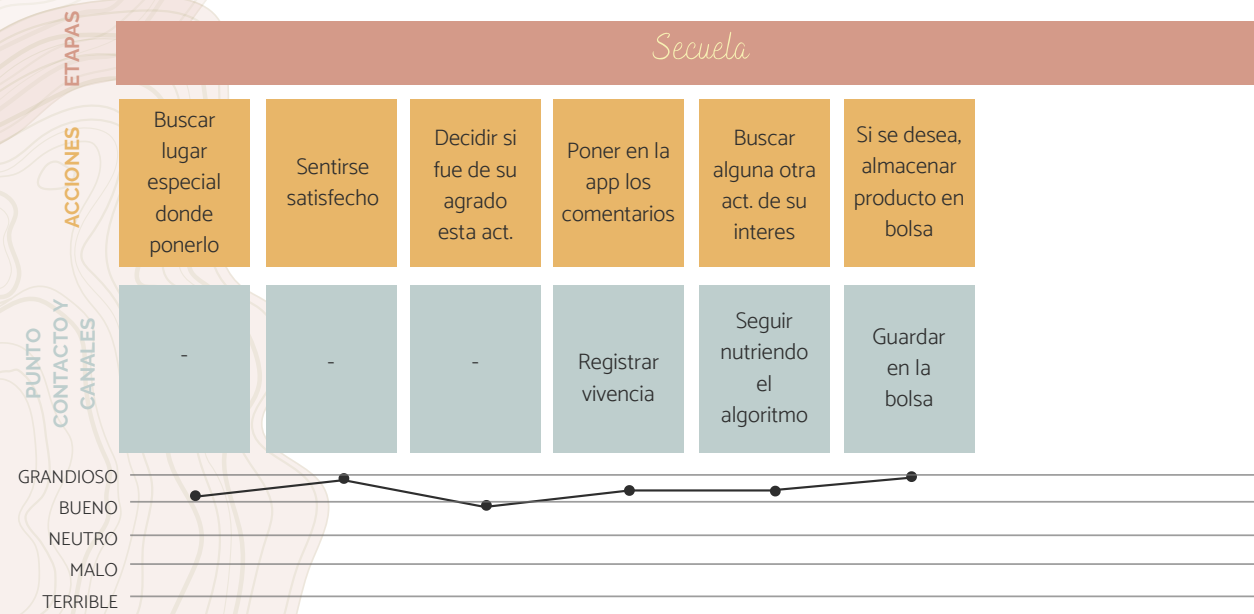 ETAPAS
Secuela
ACCIONES
Buscar
lugar
especial
donde
ponerlo
Sentirse
satisfecho
Decidir si
fue de su
agrado
esta act.
Poner en la
app los
comentarios
Buscar
alguna otra
act. de su
interes
Si se desea,
almacenar
producto en
bolsa
PUNTO
CONTACTO Y
CANALES
-
-
-
Registrar
vivencia
Seguir
nutriendo
el
algoritmo
Guardar
en la
bolsa
GRANDIOSO
BUENO
NEUTRO
MALO
TERRIBLE